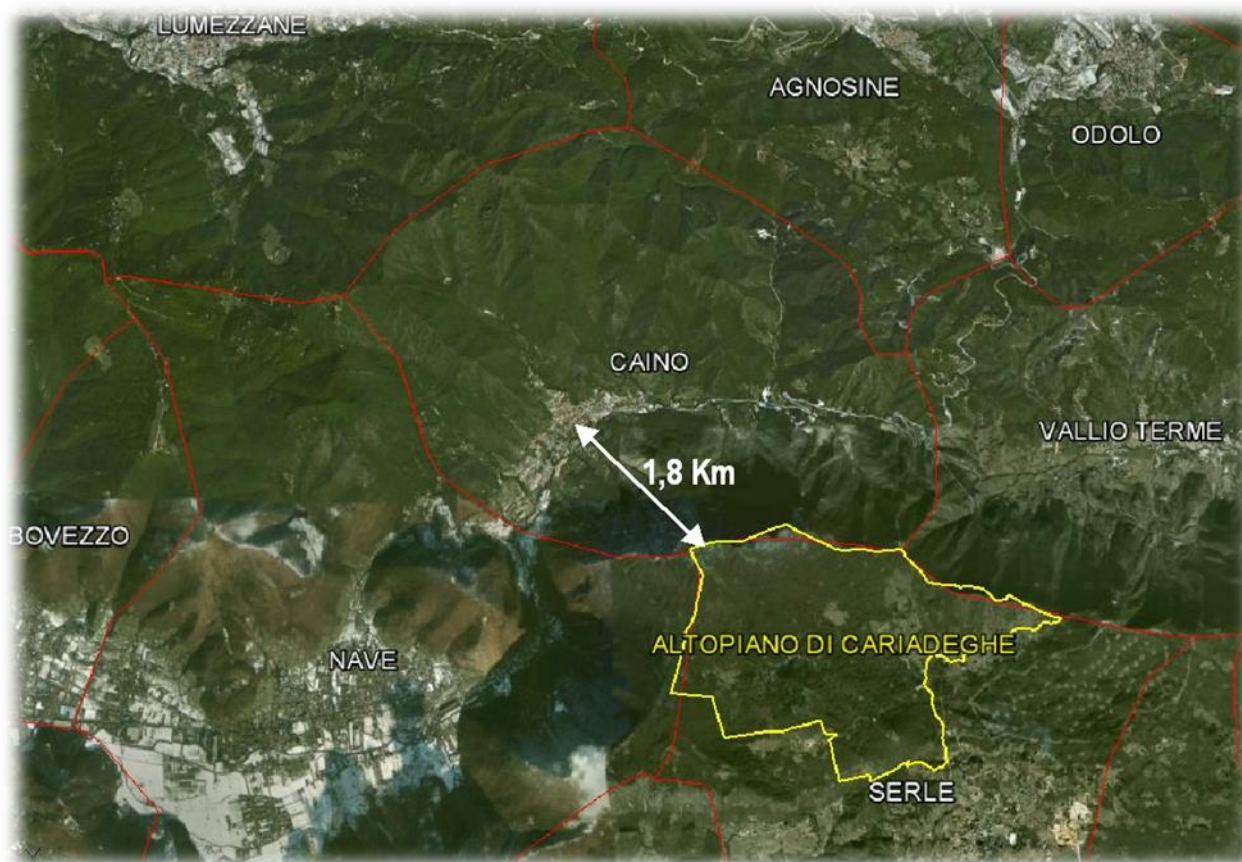 LUMEZZANE
AGNOSINE
ODOLO
CAINO
VALLIO TERME
1,8 Km
BOVEZZO
ALTOPIANO DI CARIADEGHE
NAVE
SERLE